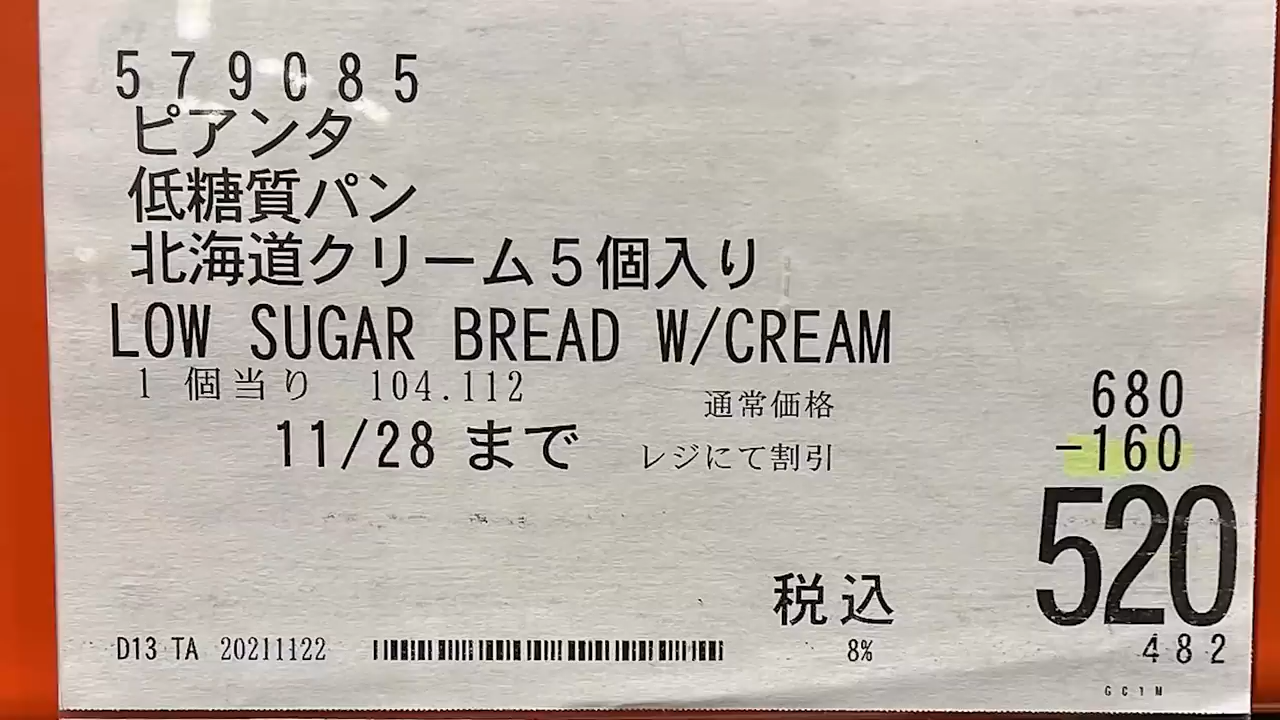 579085
ピアンタ
低糖質パン
北海道クリーム5個入り
LOW SUGAR BREAD W/CREAM
1個当り 104.112
通常価格 680
11/28 まで レジにて割引 -160
520
税込
D13 TA 20211122 8% 482
GC1M